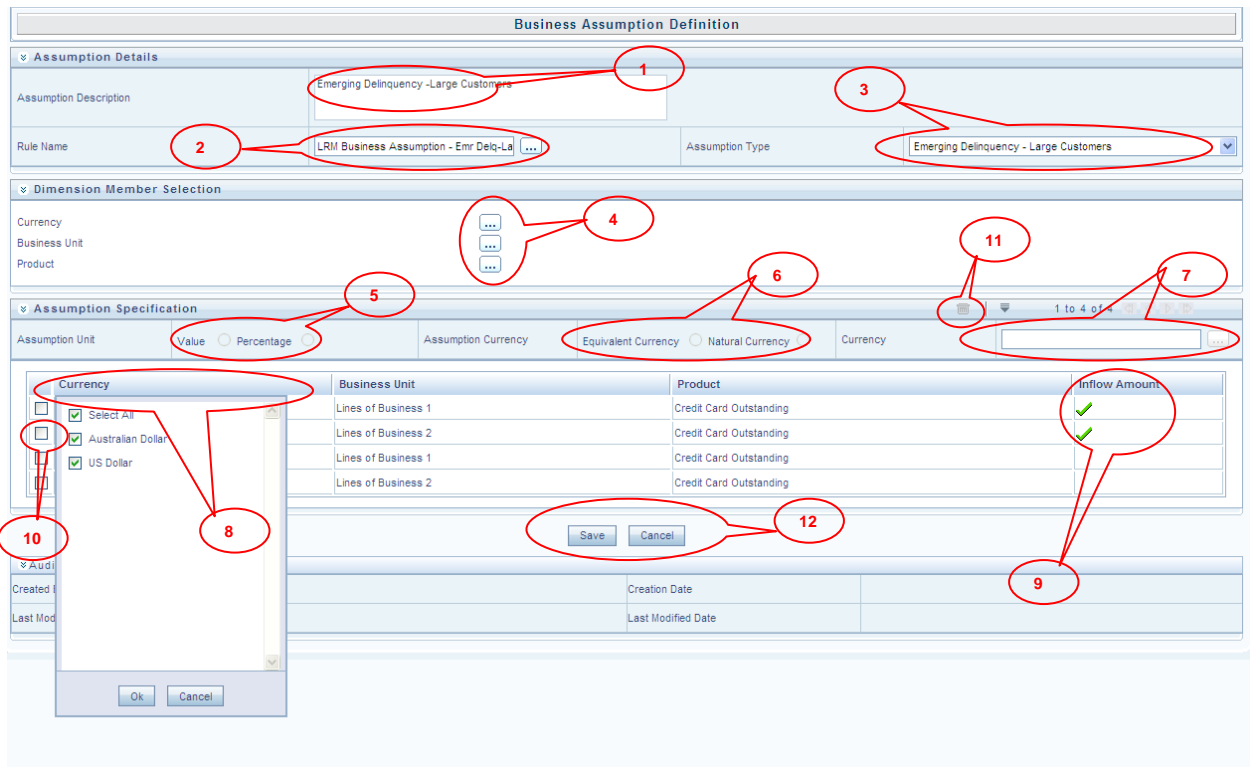 Business Assumption Definition
Assumption Details
1
Emerging Delinquency -Large Customers
Assumption Description
3
2
Rule Name
LRM Business Assumption - Emr Delq-La
...
Assumption Type
Emerging Delinquency - Large Customers
Dimension Member Selection
Currency
...
4
Business Unit
...
11
Product
...
6
7
5
Assumption Specification
1 to 4 of 4
Assumption Unit
Value
Percentage
Assumption Currency
Equivalent Currency
Natural Currency
Currency
...
Currency
Business Unit
Product
Inflow Amount
Select All
Lines of Business 1
Credit Card Outstanding
Australian Dollar
Lines of Business 2
Credit Card Outstanding
US Dollar
Lines of Business 1
Credit Card Outstanding
Lines of Business 2
Credit Card Outstanding
12
10
8
Save
Cancel
Audi
9
Created
Creation Date
Last Mod
Last Modified Date
Ok
Cancel